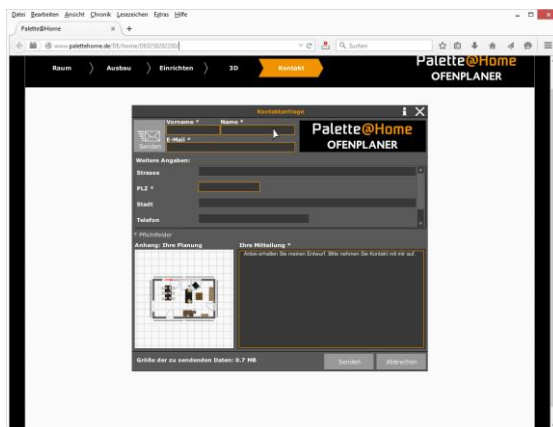 Datei Bearbeiten Ansicht Chronik Lesezeichen Extras Hilfe
Palette@Home
www.palettehome.de/DE/home/
Suchen
Raum Ausbau Einrichten 3D Kontakt
Palette@Home
OFENPLANER
Kontaktanfrage
Vorname * Name *
Palette@Home
OFENPLANER
Senden
E-Mail *
Weitere Angaben:
Strasse
PLZ *
Stadt
Telefon
* Pflichtfelder
Anhang: Ihre Planung
Ihre Mitteilung *
Anbei erhalten Sie meinen Entwurf. Bitte nehmen Sie Kontakt mit mir auf.
Größe der zu sendenden Daten: 0.7 MB
Senden Abbrechen